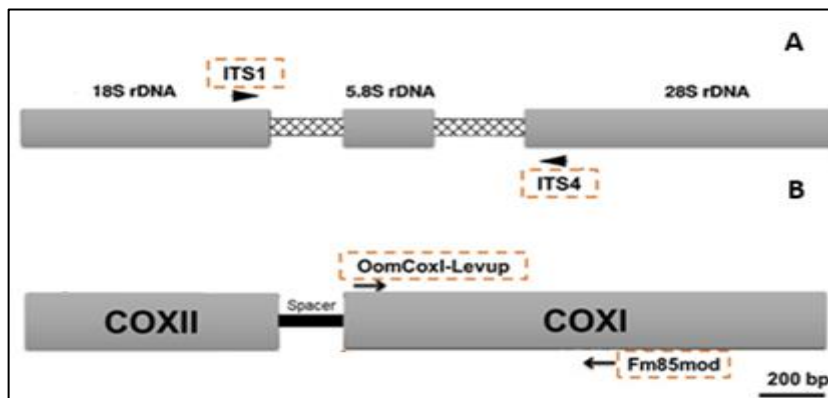 A
ITS1
18S rDNA 5.8S rDNA 28S rDNA
ITS4
B
OomCoxI-Levup
COXII Spacer COXI
Fm85mod
200 bp